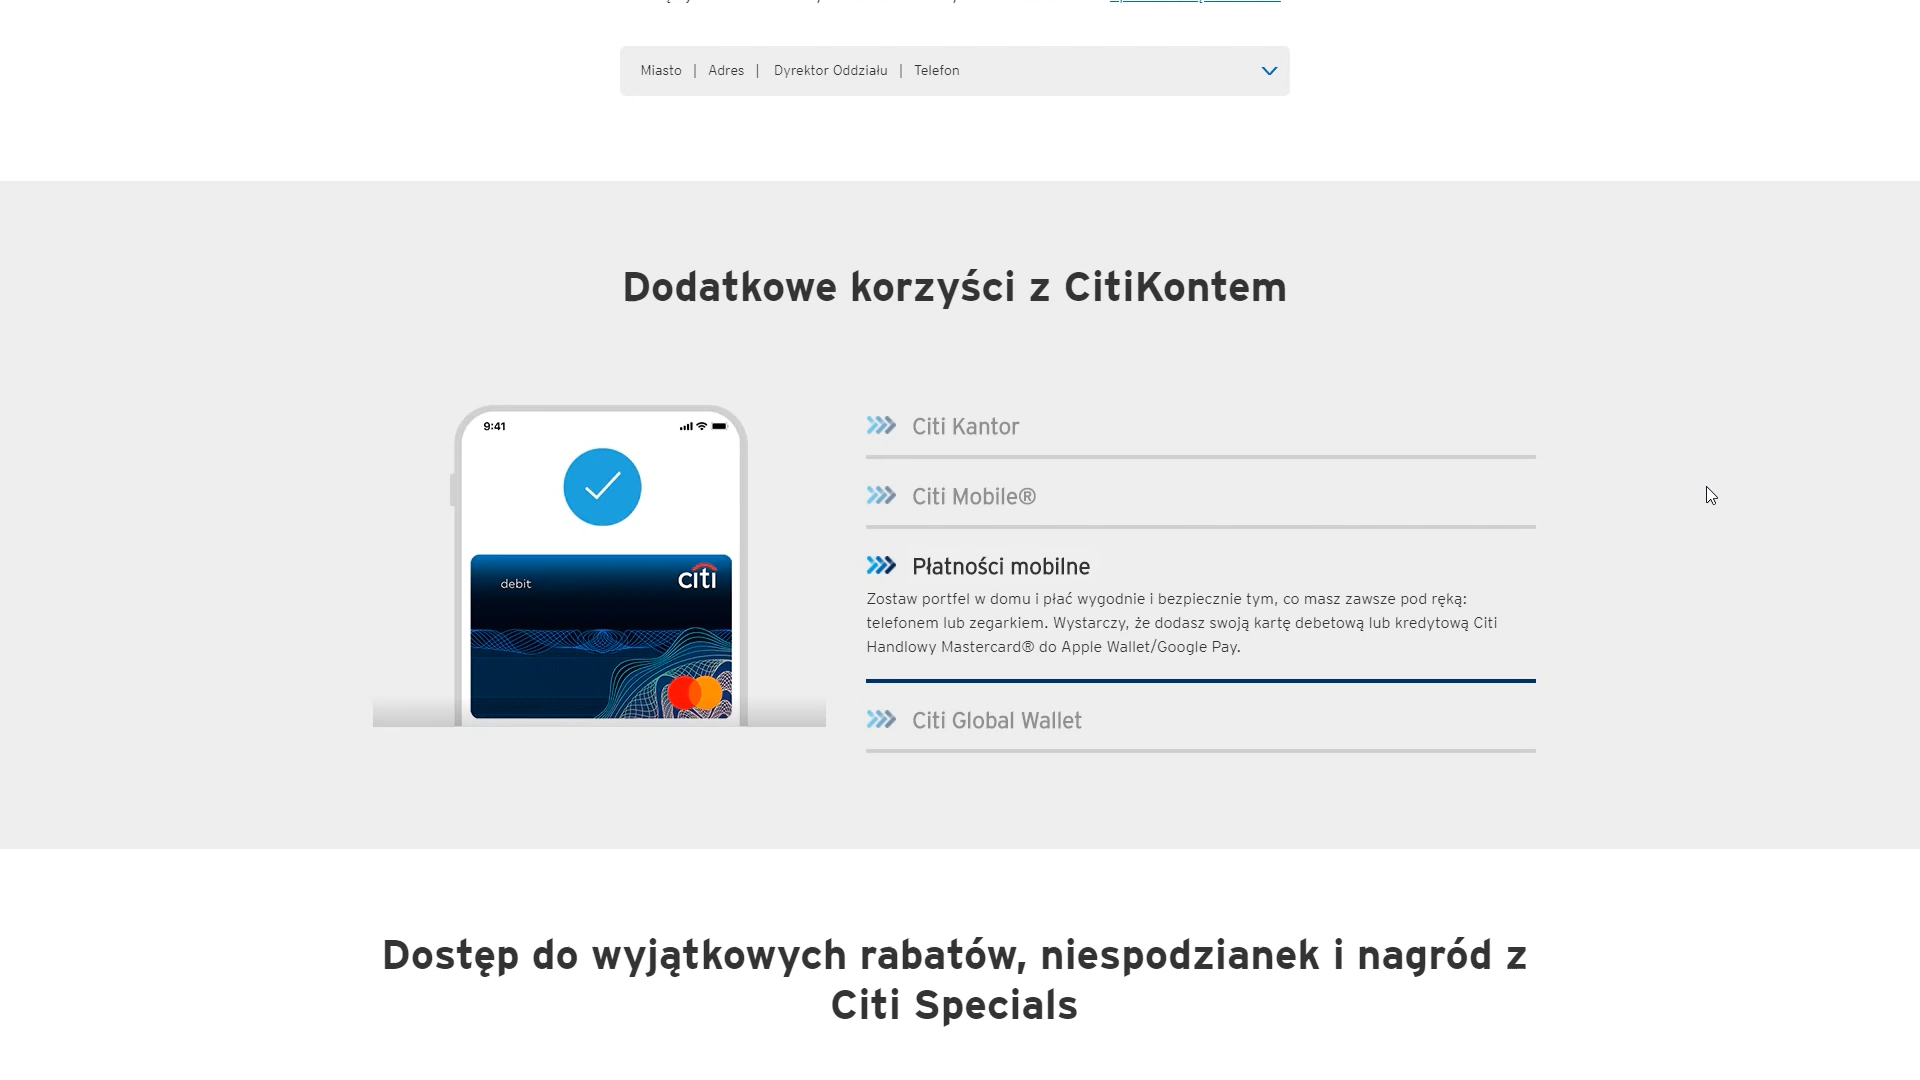 Miasto | Adres | Dyrektor Oddziału | Telefon
Dodatkowe korzyści z CitiKontem
9:41
debit
citi
Citi Kantor
Citi Mobile®
Płatności mobilne
Zostaw portfel w domu i płać wygodnie i bezpiecznie tym, co masz zawsze pod ręką:
telefonem lub zegarkiem. Wystarczy, że dodasz swoją kartę debetową lub kredytową Citi
Handlowy Mastercard® do Apple Wallet/Google Pay.
Citi Global Wallet
Dostęp do wyjątkowych rabatów, niespodzianek i nagród z
Citi Specials